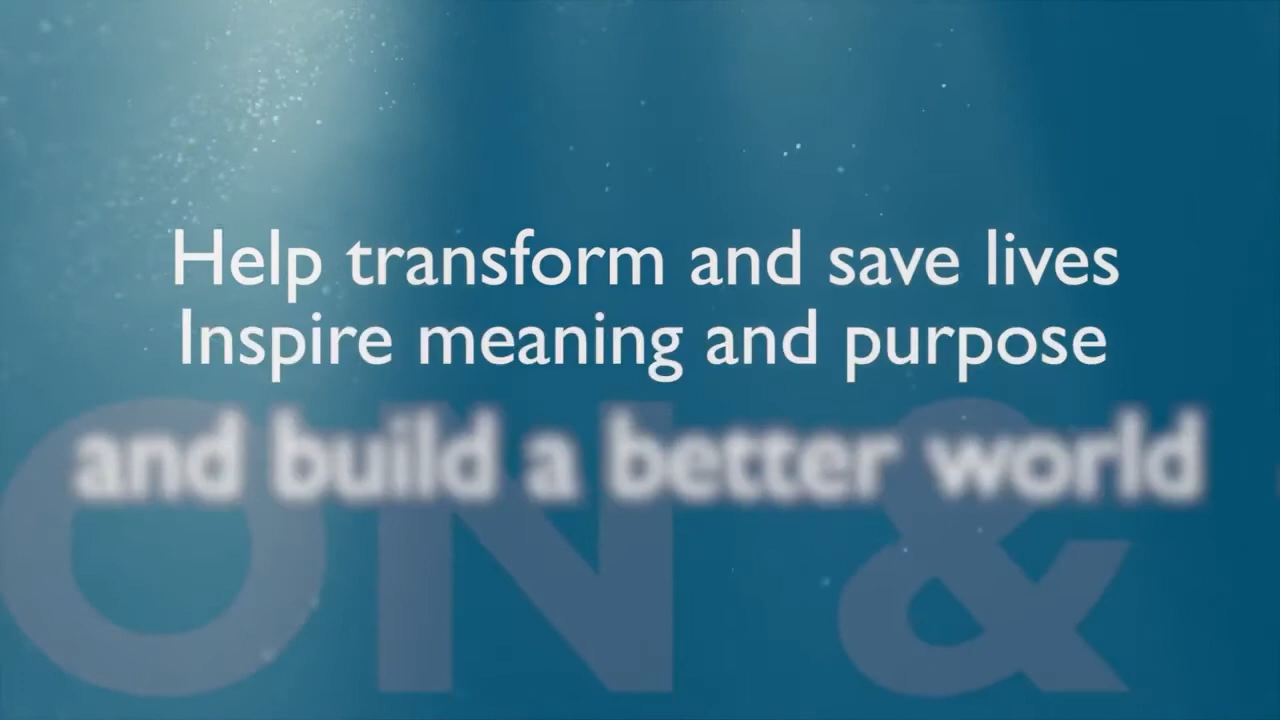 Help transform and save lives
Inspire meaning and purpose
and build a better world
ON &